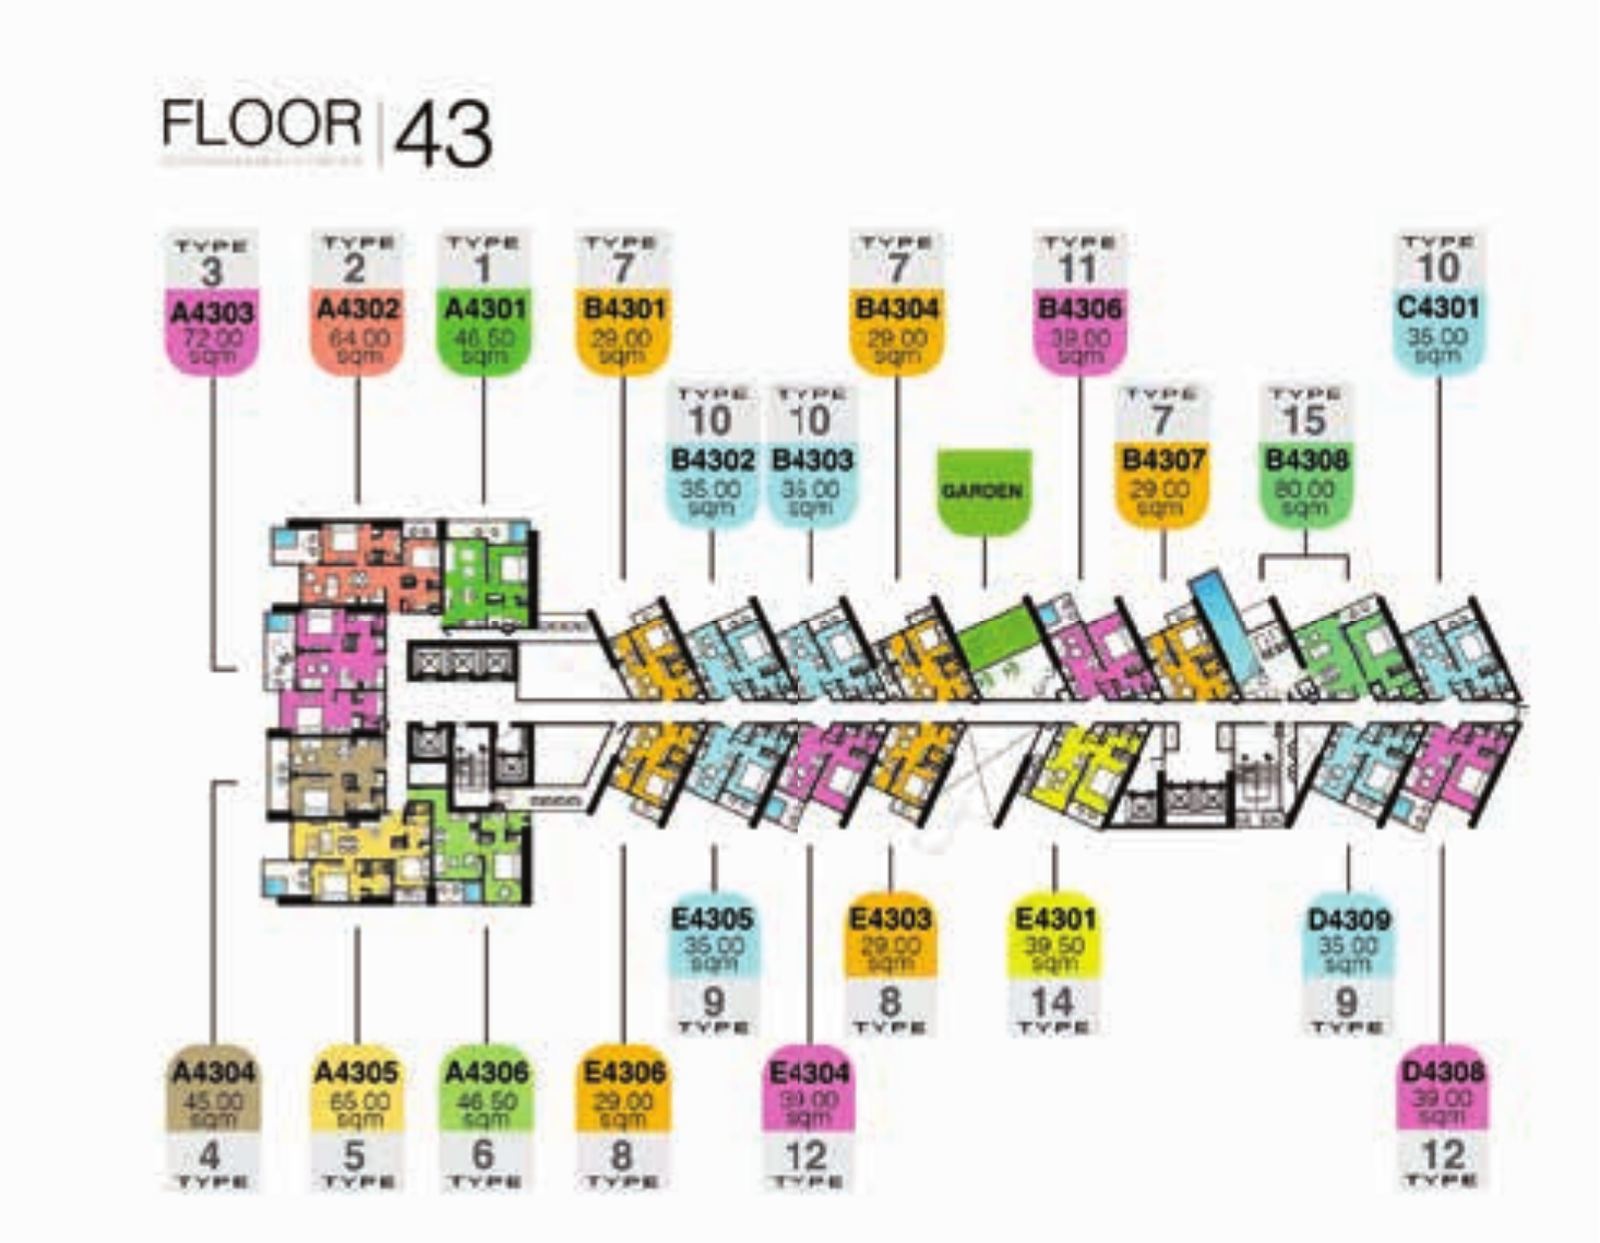 FLOOR 43
TYPE
3
A4303
72.00
sqm
TYPE
2
A4302
64.00
sqm
TYPE
1
A4301
46.50
sqm
TYPE
7
B4301
29.00
sqm
TYPE
7
B4304
29.00
sqm
TYPE
11
B4306
39.00
sqm
TYPE
10
C4301
35.00
sqm
TYPE
10
B4302
35.00
sqm
TYPE
10
B4303
35.00
sqm
GARDEN
TYPE
7
B4307
29.00
sqm
TYPE
15
B4308
80.00
sqm
E4305
35.00
sqm
9
TYPE
E4303
29.00
sqm
8
TYPE
E4301
39.50
sqm
14
TYPE
D4309
35.00
sqm
9
TYPE
A4304
45.00
sqm
4
TYPE
A4305
65.00
sqm
5
TYPE
A4306
46.50
sqm
6
TYPE
E4306
29.00
sqm
8
TYPE
E4304
39.00
sqm
12
TYPE
D4308
39.00
sqm
12
TYPE